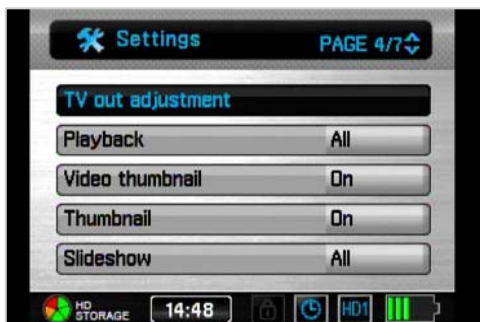 Settings PAGE 4/7
TV out adjustment
Playback All
Video thumbnail On
Thumbnail On
Slideshow All
HD STORAGE 14:48 HD1